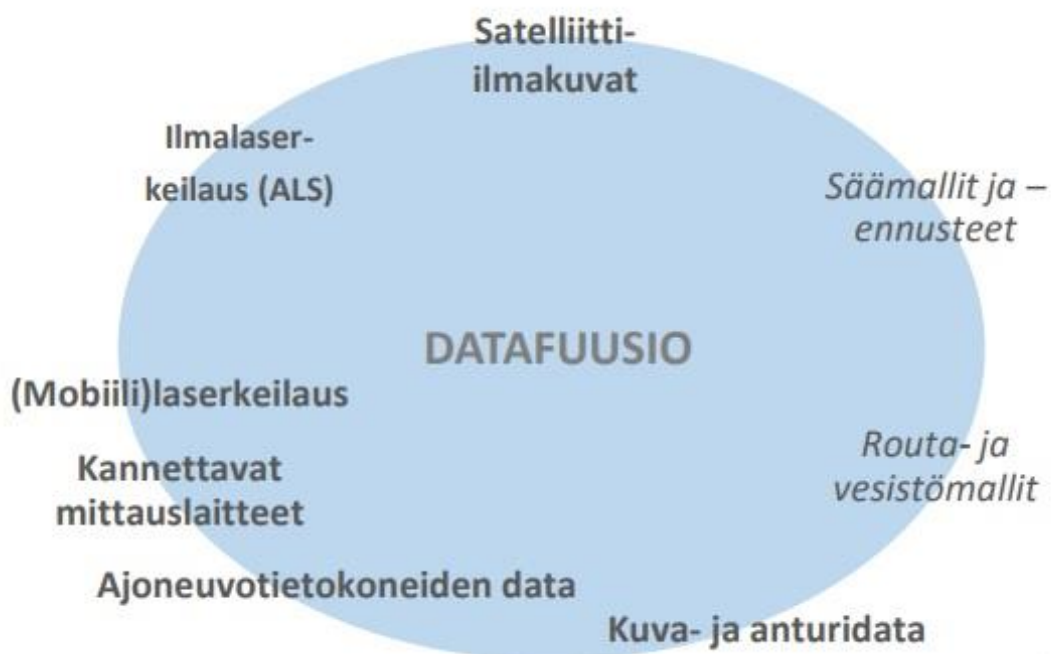 Satelliitti-
ilmakuvat
Ilmalaser-
keilaus (ALS)
Säämallit ja –
ennusteet
DATAFUUSIO
(Mobiili)laserkeilaus
Routa- ja
vesistömallit
Kannettavat
mittauslaitteet
Ajoneuvotietokoneiden data
Kuva- ja anturidata